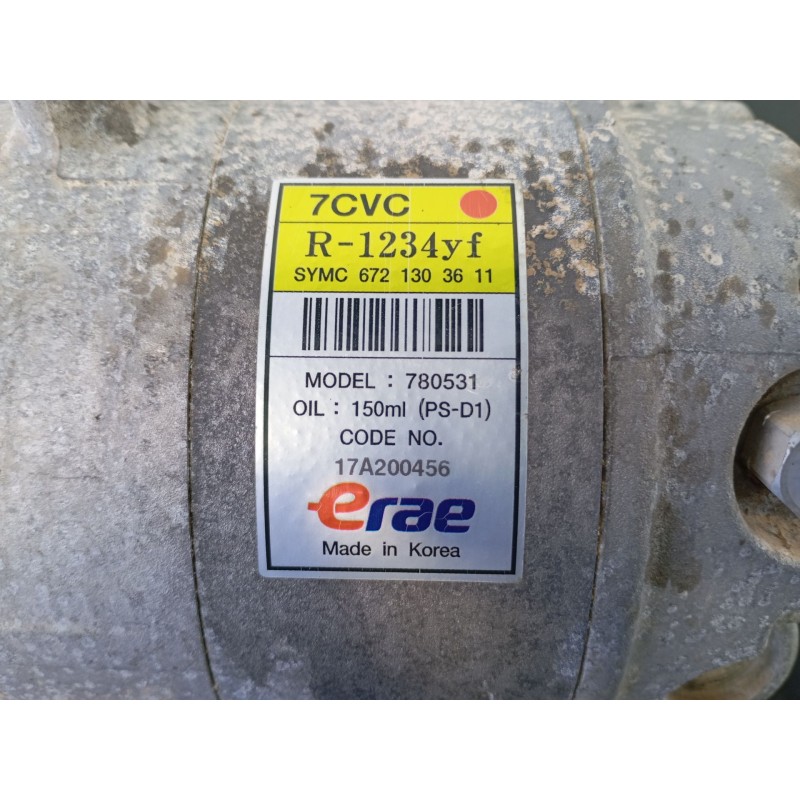 7CVC
R-1234yf
SYMC 672 130 36 11
MODEL : 780531
OIL : 150ml (PS-D1)
CODE NO.
17A200456
erae
Made in Korea